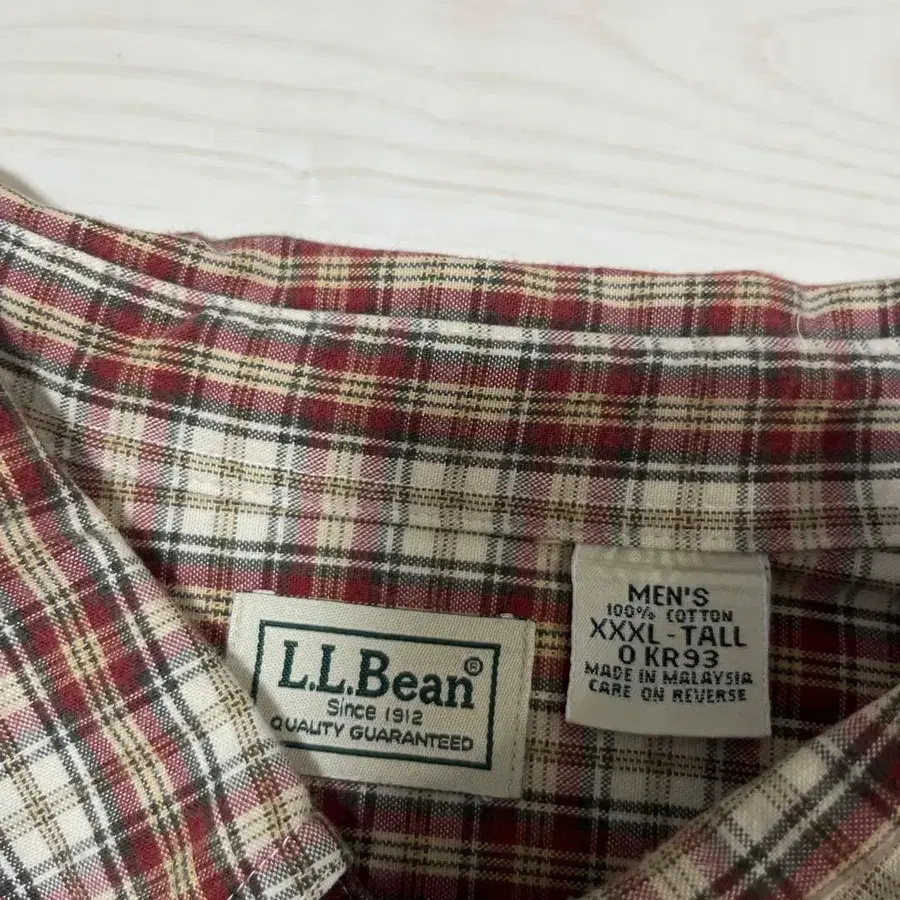 L.L.Bean®
Since 1912
QUALITY GUARANTEED
MEN'S
100% COTTON
XXXL - TALL
0 KR93
MADE IN MALAYSIA
CARE ON REVERSE